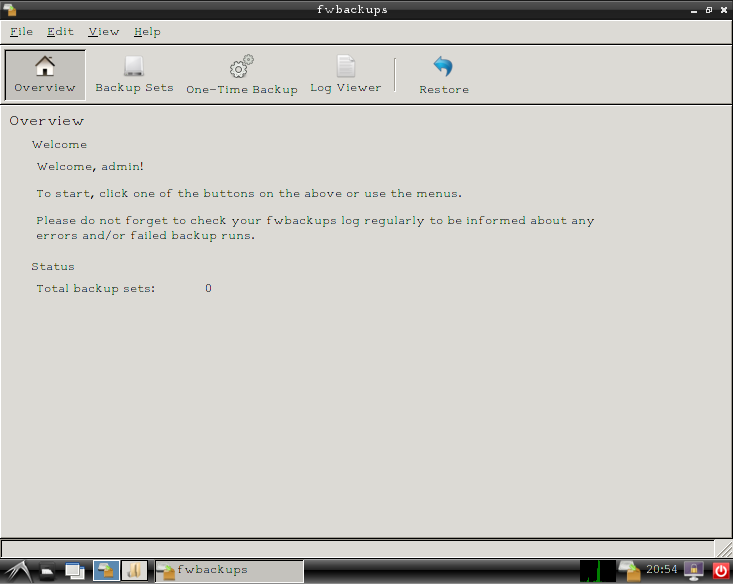 fwbackups
File Edit View Help
Overview Backup Sets One-Time Backup Log Viewer Restore
Overview
Welcome
Welcome, admin!
To start, click one of the buttons on the above or use the menus.
Please do not forget to check your fwbackups log regularly to be informed about any
errors and/or failed backup runs.
Status
Total backup sets: 0
fwbackups 20:54